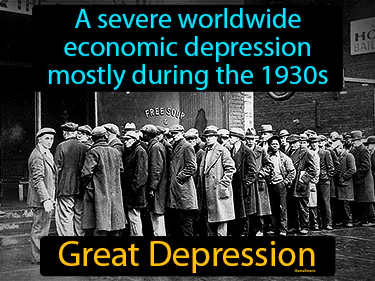 A severe worldwide
economic depression
mostly during the 1930s
FREE SOUP
Great Depression